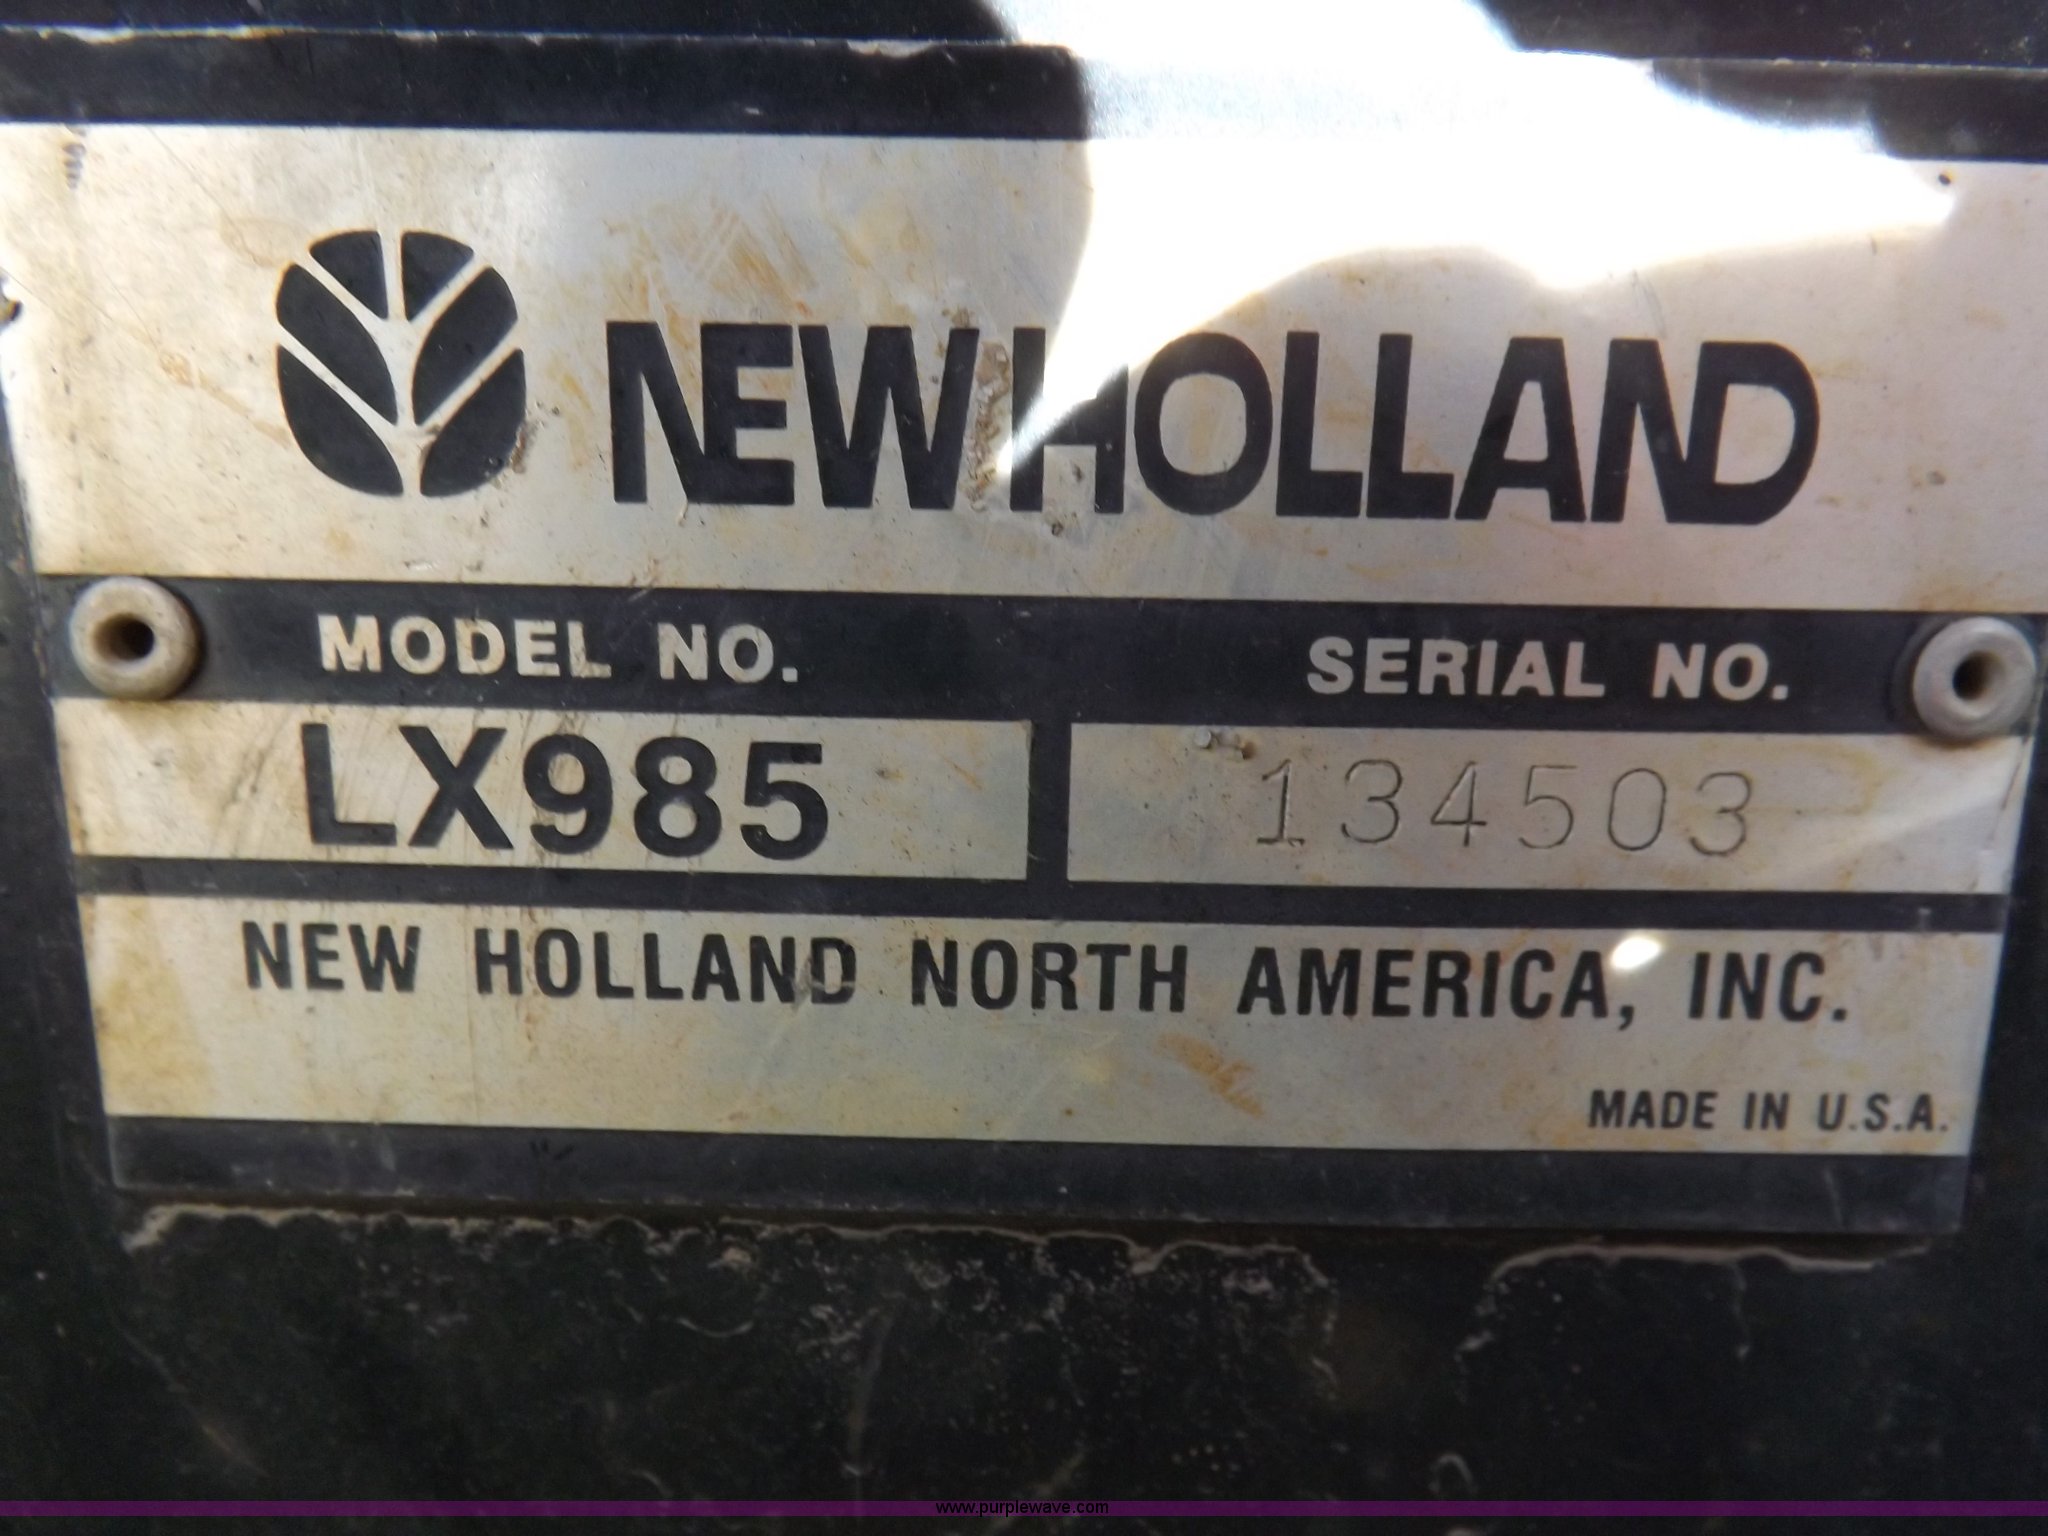 NEW HOLLAND
MODEL NO. SERIAL NO.
LX985 134503
NEW HOLLAND NORTH AMERICA, INC.
MADE IN U.S.A.
www.purplewave.com